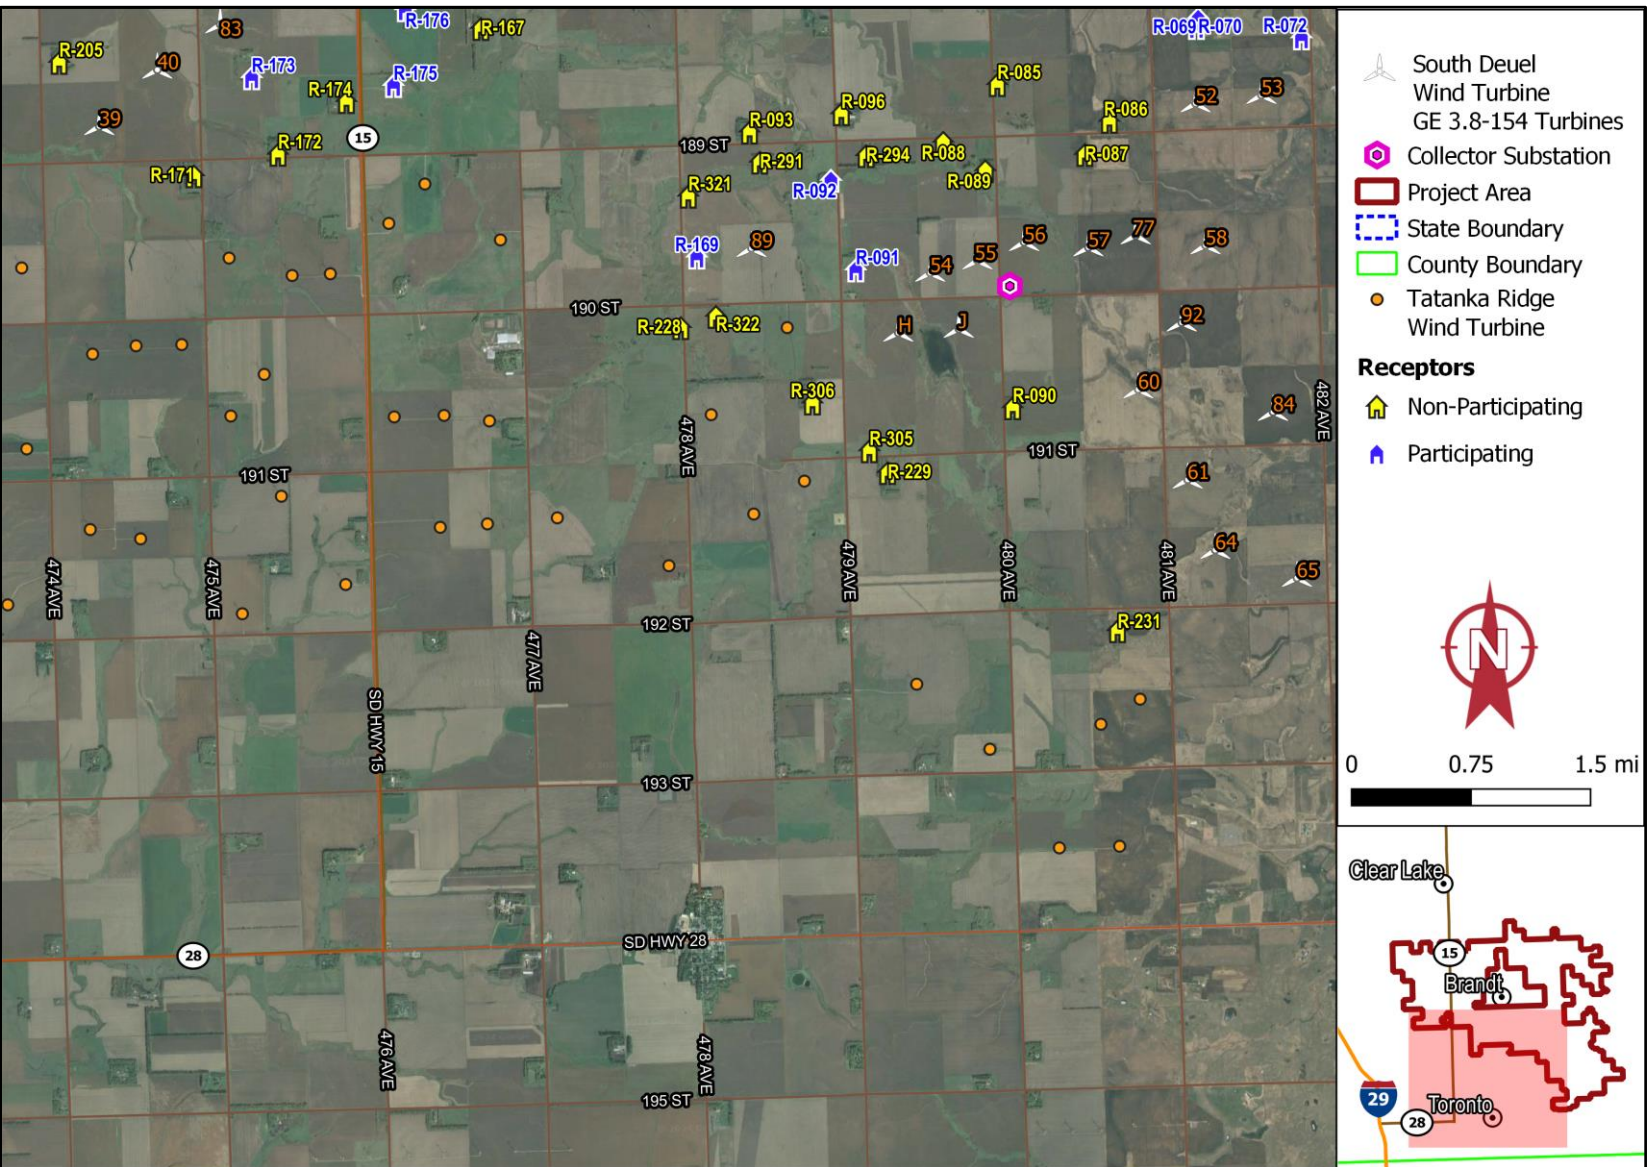 R-176
83
R-167
R-069
R-070
R-072
R-205
40
R-173
R-175
R-174
R-085
52
53
R-096
R-086
39
R-093
15
R-172
189 ST
R-291
R-294
R-088
R-087
R-171
R-321
R-092
R-089
R-169
89
R-091
54
55
56
57
77
58
190 ST
R-228
R-322
H
J
92
R-306
R-090
60
84
482 AVE
478 AVE
R-305
191 ST
191 ST
R-229
61
474 AVE
475 AVE
479 AVE
480 AVE
481 AVE
64
65
192 ST
R-231
477 AVE
SD HWY 15
193 ST
SD HWY 28
28
476 AVE
478 AVE
195 ST
South Deuel
Wind Turbine
GE 3.8-154 Turbines
Collector Substation
Project Area
State Boundary
County Boundary
Tatanka Ridge
Wind Turbine
Receptors
Non-Participating
Participating
N
0 0.75 1.5 mi
Clear Lake
15
Brandt
29
Toronto
28